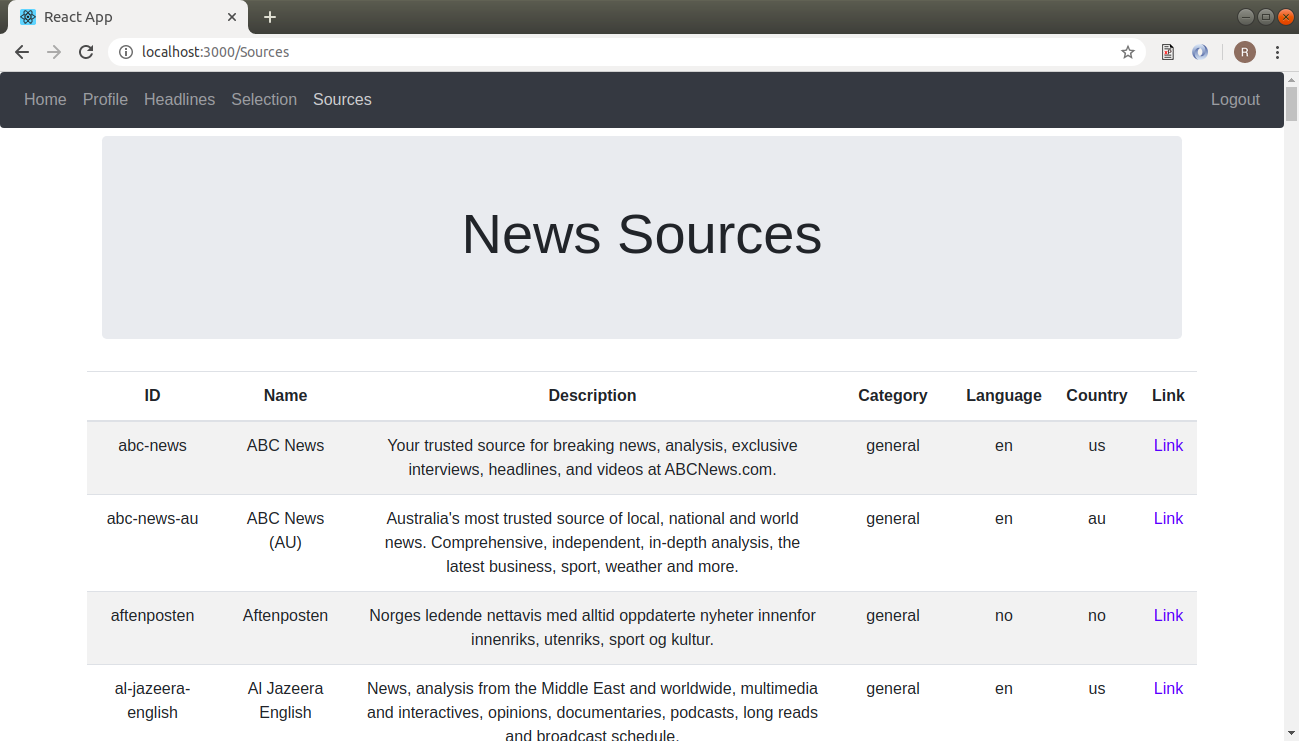 React App
localhost:3000/Sources
R
Home Profile Headlines Selection Sources Logout
News Sources
ID Name Description Category Language Country Link
abc-news ABC News Your trusted source for breaking news, analysis, exclusive general en us Link
interviews, headlines, and videos at ABCNews.com.
abc-news-au ABC News Australia's most trusted source of local, national and world general en au Link
(AU) news. Comprehensive, independent, in-depth analysis, the
latest business, sport, weather and more.
aftenposten Aftenposten Norges ledende nettavis med alltid oppdaterte nyheter innenfor general no no Link
innenriks, utenriks, sport og kultur.
al-jazeera- Al Jazeera News, analysis from the Middle East and worldwide, multimedia general en us Link
english English and interactives, opinions, documentaries, podcasts, long reads
and broadcast schedule.